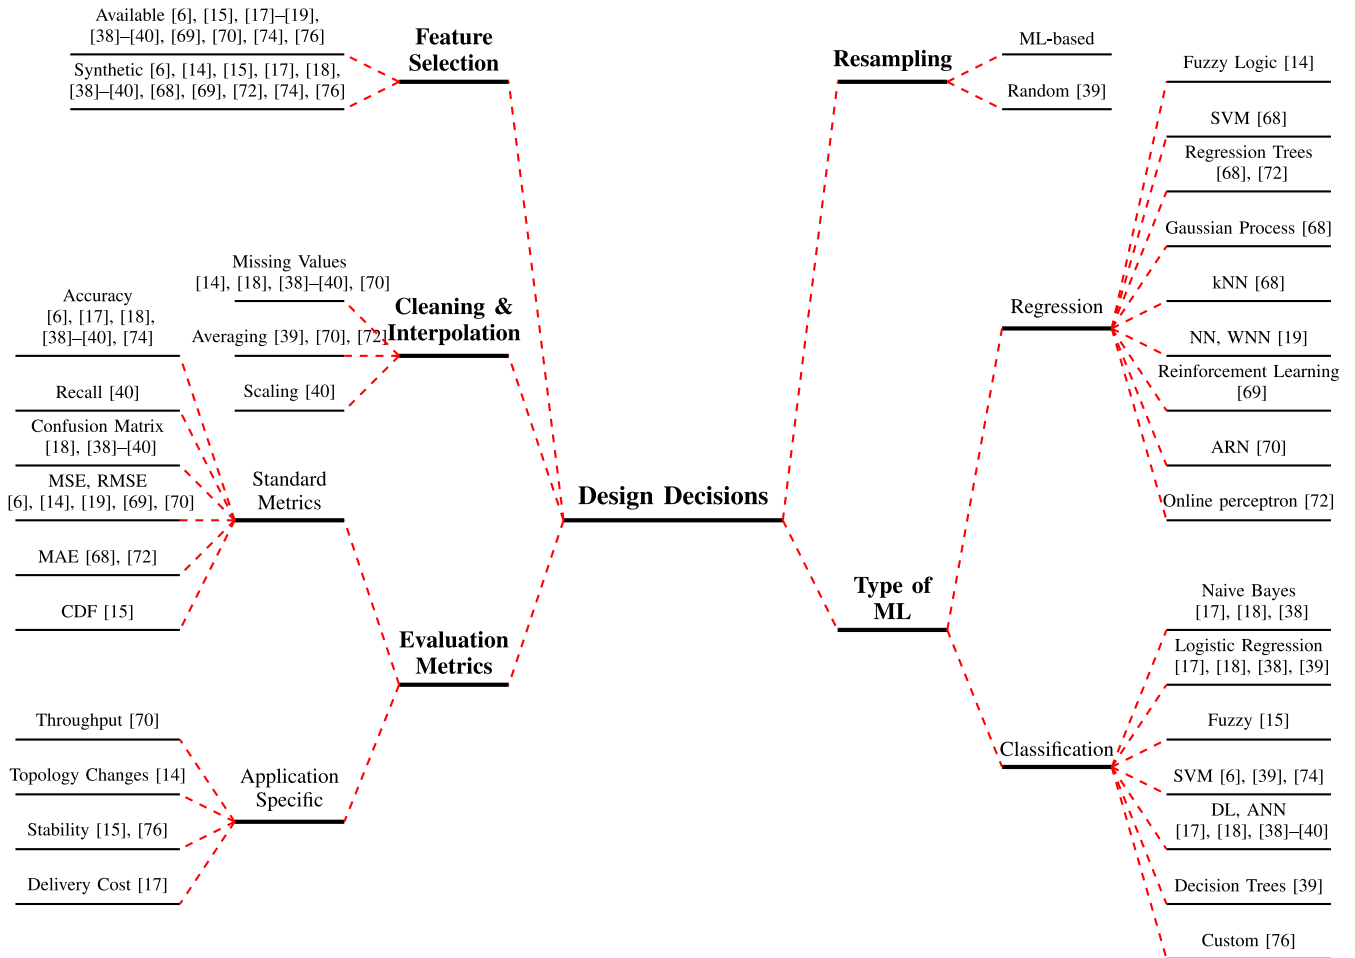 Available [6], [15], [17]–[19],
[38]–[40], [69], [70], [74], [76]
Synthetic [6], [14], [15], [17], [18],
[38]–[40], [68], [69], [72], [74], [76]
Feature
Selection
Missing Values
[14], [18], [38]–[40], [70]
Averaging [39], [70], [72]
Scaling [40]
Cleaning &
Interpolation
Accuracy
[6], [17], [18],
[38]–[40], [74]
Recall [40]
Confusion Matrix
[18], [38]–[40]
MSE, RMSE
[6], [14], [19], [69], [70]
MAE [68], [72]
CDF [15]
Standard
Metrics
Throughput [70]
Topology Changes [14]
Stability [15], [76]
Delivery Cost [17]
Application
Specific
Evaluation
Metrics
Design Decisions
Resampling
ML-based
Random [39]
Type of
ML
Regression
Fuzzy Logic [14]
SVM [68]
Regression Trees
[68], [72]
Gaussian Process [68]
kNN [68]
NN, WNN [19]
Reinforcement Learning
[69]
ARN [70]
Online perceptron [72]
Classification
Naive Bayes
[17], [18], [38]
Logistic Regression
[17], [18], [38], [39]
Fuzzy [15]
SVM [6], [39], [74]
DL, ANN
[17], [18], [38]–[40]
Decision Trees [39]
Custom [76]